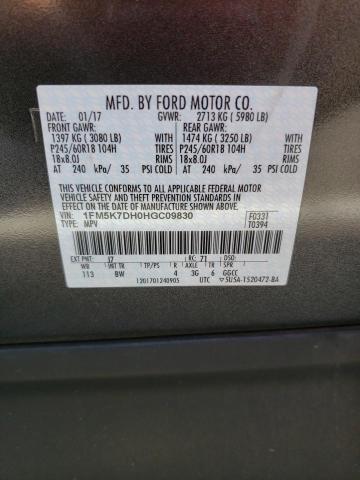 MFD. BY FORD MOTOR CO.
DATE: 01/17 GVWR: 2713 KG (5980 LB)
FRONT GAWR: REAR GAWR:
1397 KG (3080 LB) 1474 KG (3250 LB)
P245/60R18 104H TIRES P245/60R18 104H TIRES
18x8.0J RIMS 18x8.0J RIMS
AT 240 kPa/ 35 PSI COLD AT 240 kPa/ 35 PSI COLD
THIS VEHICLE CONFORMS TO ALL APPLICABLE FEDERAL MOTOR VEHICLE
SAFETY AND THEFT PREVENTION STANDARDS IN EFFECT ON THE DATE OF
MANUFACTURE SHOWN ABOVE.
VIN: 1FM5K7DH0HGC09830 F0331
TYPE: MPV T0394
EXT PNT: J7 RC: 71
WB BRK INT TR TP/PS R AXLE TR SPR
113 BW 4 3G 6 GGCC
1201701240905 UTC 5U5A-1520472-BA